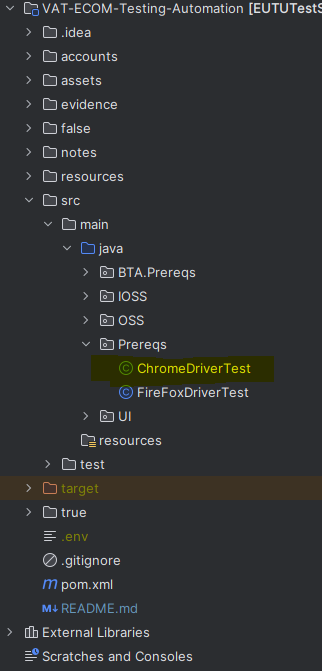 VAT-ECOM-Testing-Automation [EUTUTestS
.idea
accounts
assets
evidence
false
notes
resources
src
main
java
BTA.Prereqs
IOSS
OSS
Prereqs
C ChromeDriverTest
C FireFoxDriverTest
UI
resources
test
target
true
.env
.gitignore
m pom.xml
M↓ README.md
External Libraries
Scratches and Consoles